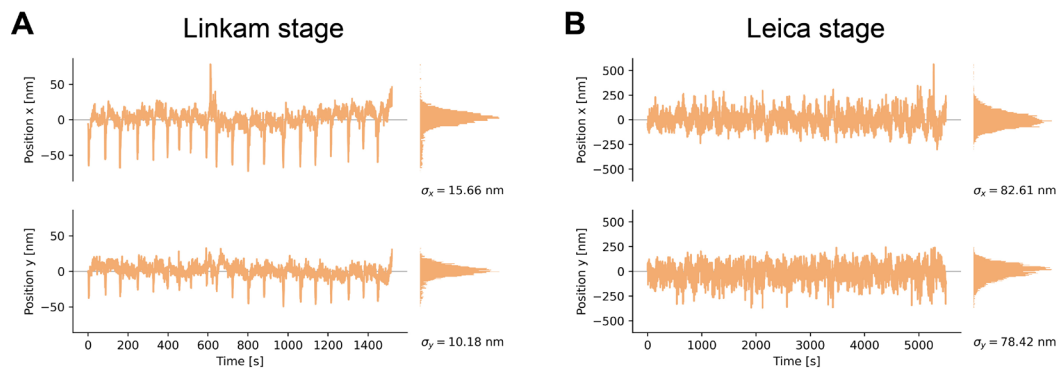 A
Linkam stage
Position x [nm]
50
0
−50
σx = 15.66 nm
Position y [nm]
50
0
−50
0 200 400 600 800 1000 1200 1400
Time [s]
σy = 10.18 nm
B
Leica stage
Position x [nm]
500
250
0
−250
−500
σx = 82.61 nm
Position y [nm]
500
250
0
−250
−500
0 1000 2000 3000 4000 5000
Time [s]
σy = 78.42 nm